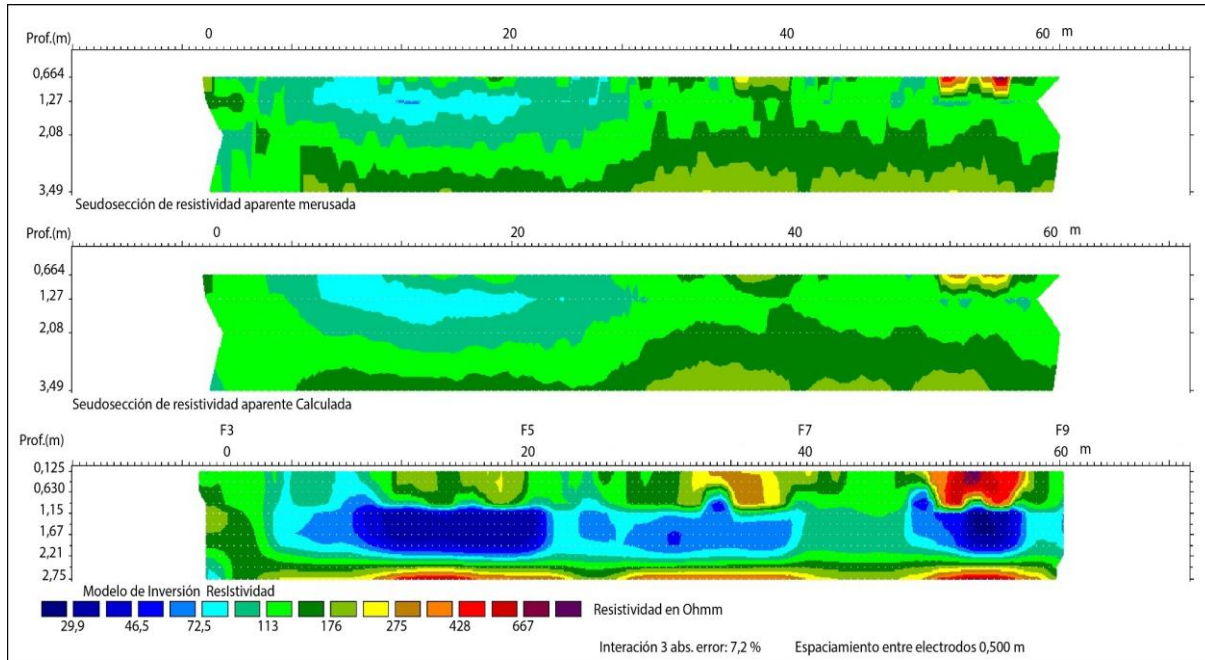 0 20 40 60 m
Prof.(m)
0,664
1,27
2,08
3,49
Seudosección de resistividad aparente merusada
0 20 40 60 m
Prof.(m)
0,664
1,27
2,08
3,49
Seudosección de resistividad aparente Calculada
F3 F5 F7 F9
Prof.(m) 0 20 40 60 m
0,125
0,630
1,15
1,67
2,21
2,75
Modelo de Inversión Resistividad
Resistividad en Ohmm
29,9 46,5 72,5 113 176 275 428 667
Interación 3 abs. error: 7,2 % Espaciamiento entre electrodos 0,500 m